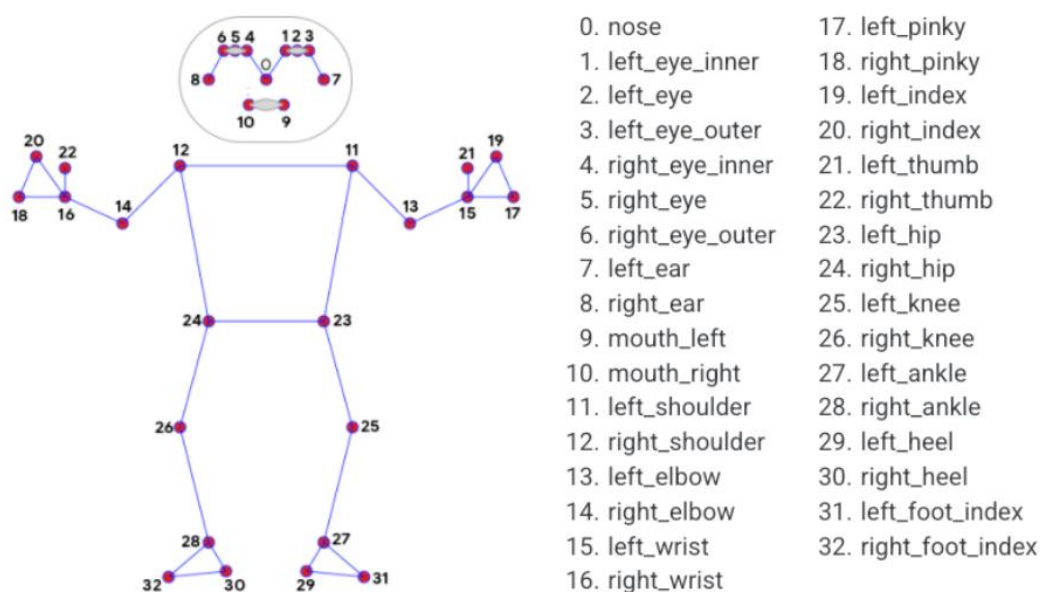 6 5 4 1 2 3
0
8 7
10 9
20 22 12 11 21 19
18 16 14 13 15 17
24 23
26 25
28 27
32 30 29 31
0. nose
1. left_eye_inner
2. left_eye
3. left_eye_outer
4. right_eye_inner
5. right_eye
6. right_eye_outer
7. left_ear
8. right_ear
9. mouth_left
10. mouth_right
11. left_shoulder
12. right_shoulder
13. left_elbow
14. right_elbow
15. left_wrist
16. right_wrist
17. left_pinky
18. right_pinky
19. left_index
20. right_index
21. left_thumb
22. right_thumb
23. left_hip
24. right_hip
25. left_knee
26. right_knee
27. left_ankle
28. right_ankle
29. left_heel
30. right_heel
31. left_foot_index
32. right_foot_index